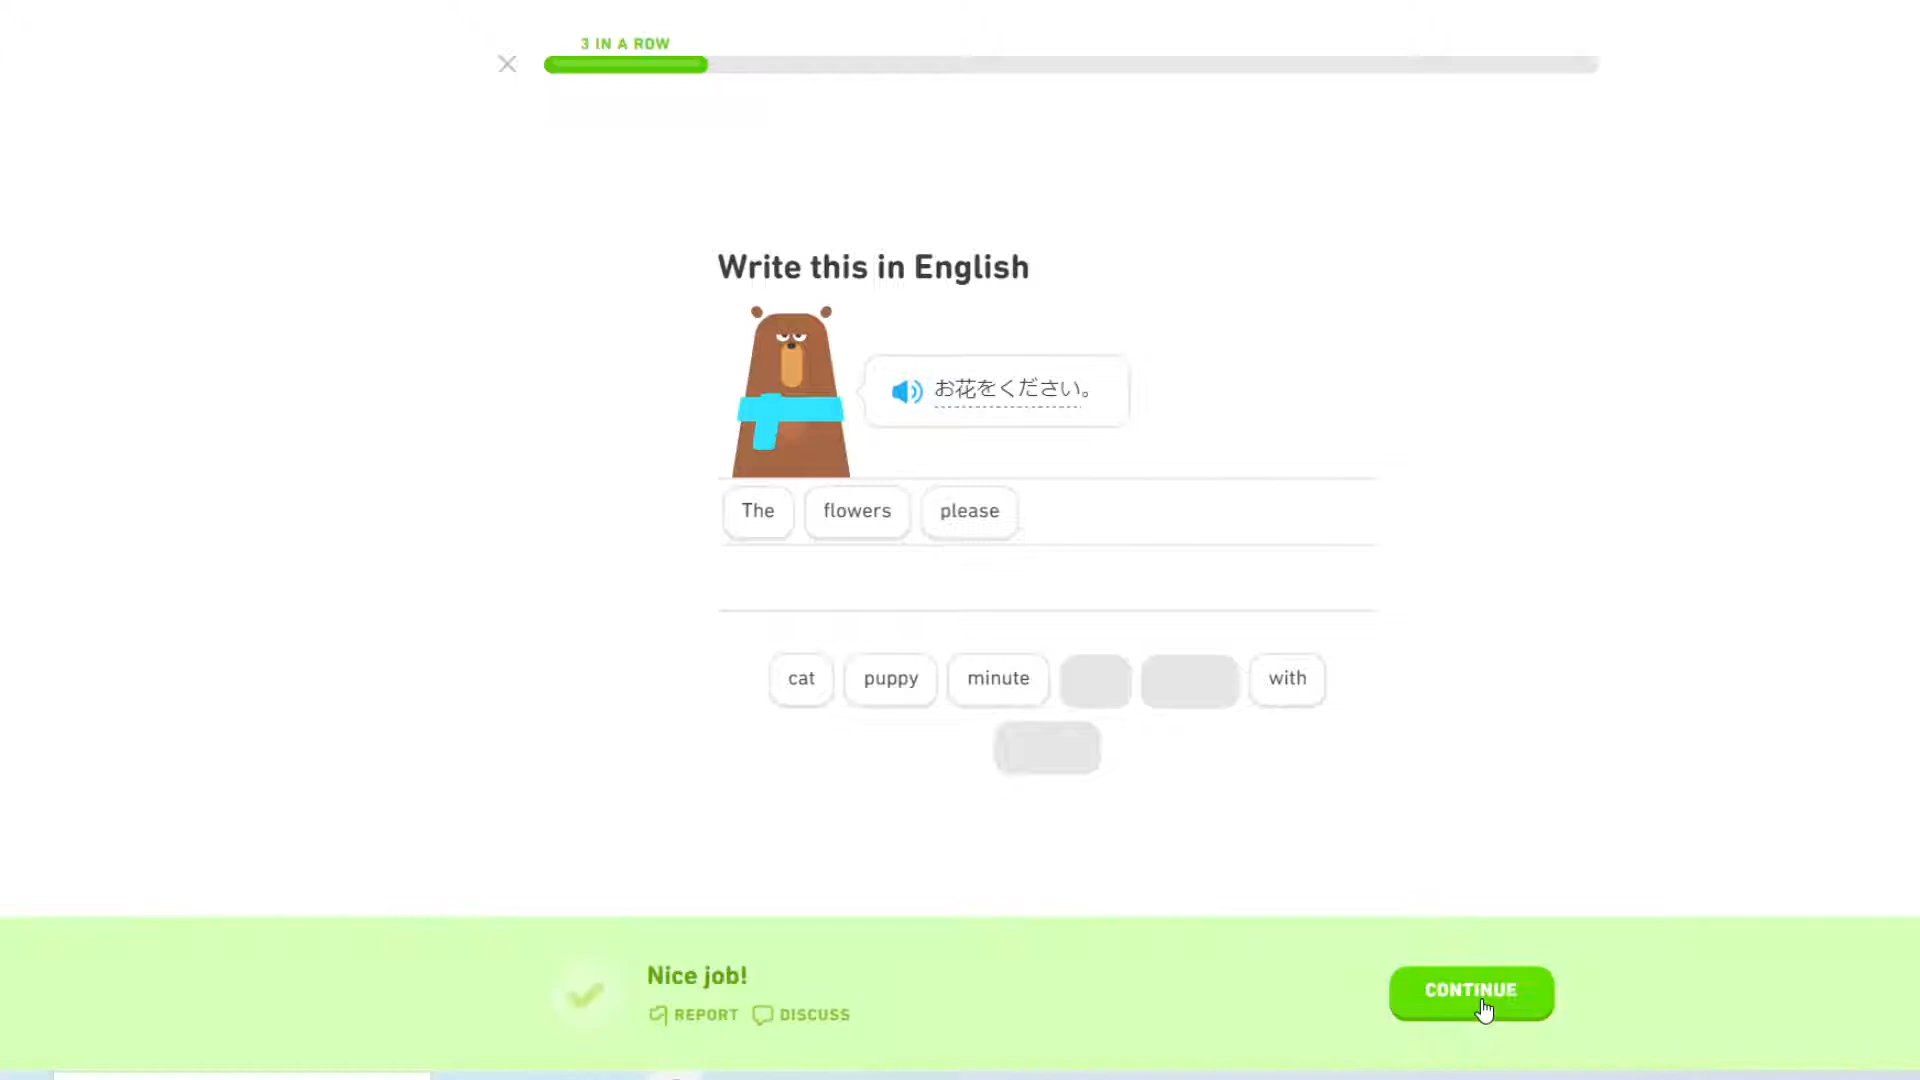 3 IN A ROW
Write this in English
お花をください。
The flowers please
cat puppy minute with
Nice job!
REPORT DISCUSS
CONTINUE